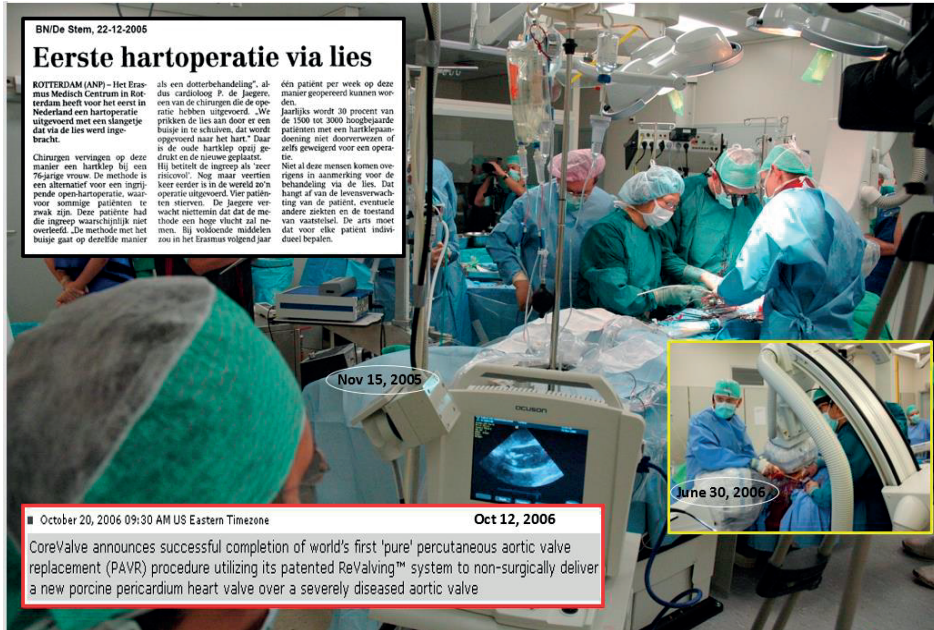 BN/De Stem, 22-12-2005
Eerste hartoperatie via lies
ROTTERDAM (ANP) – Het Eras-
mus Medisch Centrum in Rot-
terdam heeft voor het eerst in
Nederland een hartoperatie
uitgevoerd met een slangetje
dat via de lies werd inge-
bracht.
Chirurgen vervingen op deze
manier een hartklep bij een
76-jarige vrouw. De methode is
een alternatief voor een ingrij-
pende open-hartoperatie, waar-
voor sommige patiënten te
zwak zijn. Deze patiënte had
die ingreep waarschijnlijk niet
overleefd. „De methode met het
buisje gaat op dezelfde manier
als een dotterbehandeling”, al-
dus cardioloog P. de Jaegere,
een van de chirurgen die de ope-
ratie hebben uitgevoerd. „We
prikken de lies aan door er een
buisje in te schuiven, dat wordt
opgevoerd naar het hart.” Daar
is de oude hartklep opzij ge-
drukt en de nieuwe geplaatst.
Hij betitelt de ingreep als ’zeer
risicovol’. Nog maar veertien
keer eerder is in de wereld zo’n
operatie uitgevoerd. Vier patiën-
ten stierven. De Jaegere ver-
wacht niettemin dat dat de me-
thode een hoge vlucht zal ne-
men. Bij voldoende middelen
zou in het Erasmus volgend jaar
één patiënt per week op deze
manier geopereerd kunnen wor-
den.
Jaarlijks wordt 30 procent van
de 1500 tot 3000 hoogbejaarde
patiënten met een hartklepaan-
doening niet doorverwezen of
zelfs geweigerd voor een opera-
tie.
Niet al deze mensen komen ove-
rigens in aanmerking voor de
behandeling via de lies. Dat
hangt af van de levensverwach-
ting van de patiënt, eventuele
andere ziekten en de toestand
van vaatstelsel. De arts moet
dat voor elke patiënt indivi-
dueel bepalen.
Nov 15, 2005
acuson
June 30, 2006
October 20, 2006 09:30 AM US Eastern Timezone
Oct 12, 2006
CoreValve announces successful completion of world's first 'pure' percutaneous aortic valve
replacement (PAVR) procedure utilizing its patented ReValving™ system to non-surgically deliver
a new porcine pericardium heart valve over a severely diseased aortic valve